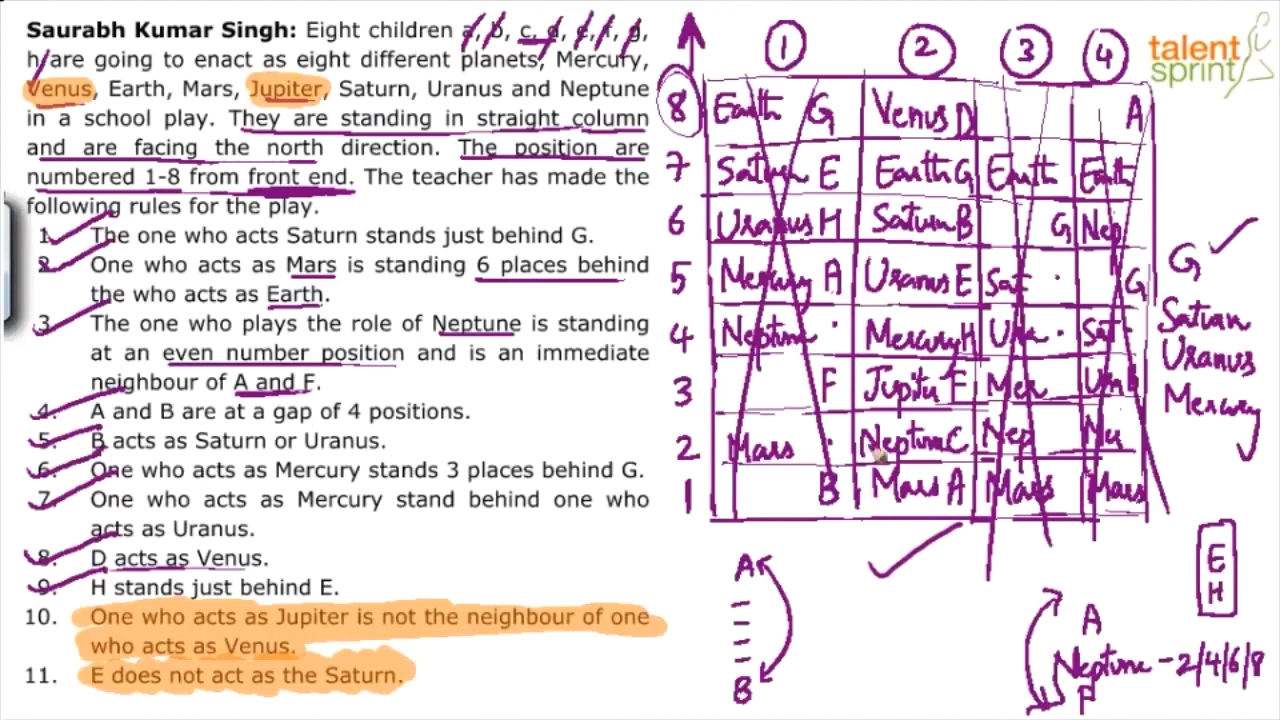 Saurabh Kumar Singh: Eight children a, b, c, d, e, f, g,
h are going to enact as eight different planets, Mercury,
Venus, Earth, Mars, Jupiter, Saturn, Uranus and Neptune
in a school play. They are standing in straight column
and are facing the north direction. The position are
numbered 1-8 from front end. The teacher has made the
following rules for the play.
1. The one who acts Saturn stands just behind G.
2. One who acts as Mars is standing 6 places behind
the who acts as Earth.
3. The one who plays the role of Neptune is standing
at an even number position and is an immediate
neighbour of A and F.
4. A and B are at a gap of 4 positions.
5. B acts as Saturn or Uranus.
6. One who acts as Mercury stands 3 places behind G.
7. One who acts as Mercury stand behind one who
acts as Uranus.
8. D acts as Venus.
9. H stands just behind E.
10. One who acts as Jupiter is not the neighbour of one
who acts as Venus.
11. E does not act as the Saturn.
talent
sprint
1 2 3 4
8 Earth G Venus D A
7 Saturn E Earth G Earth Earth
6 Uranus H Saturn B G Nep
5 Mercury A Uranus E Sat G
4 Neptune Mercury H Ura Sat
3 F Jupiter F Mer Ura B
2 Mars Neptune C Nep Mer
1 B Mars A Mars Mars
G
Saturn
Uranus
Mercury
A
B
E
H
A
Neptune - 2/4/6/8
F